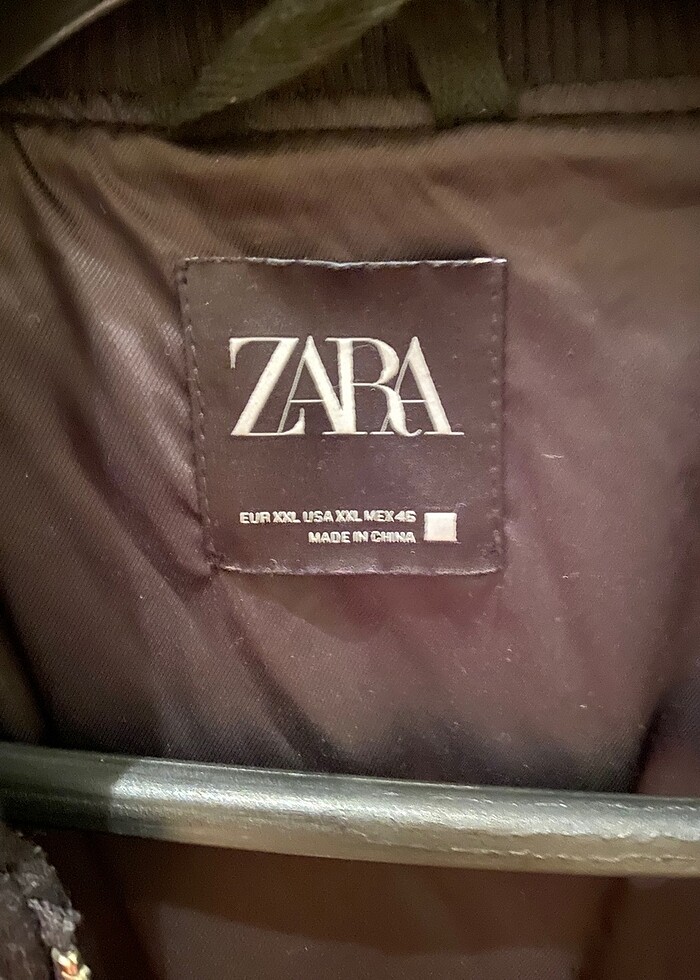 ZARA
EUR XXL USA XXL MEX 46
MADE IN CHINA